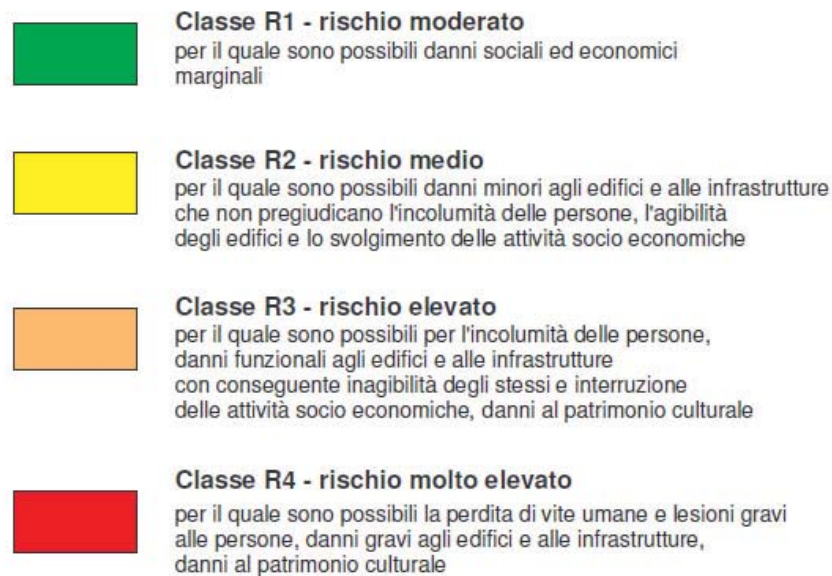 Classe R1 - rischio moderato
per il quale sono possibili danni sociali ed economici
marginali
Classe R2 - rischio medio
per il quale sono possibili danni minori agli edifici e alle infrastrutture
che non pregiudicano l'incolumità delle persone, l'agibilità
degli edifici e lo svolgimento delle attività socio economiche
Classe R3 - rischio elevato
per il quale sono possibili per l'incolumità delle persone,
danni funzionali agli edifici e alle infrastrutture
con conseguente inagibilità degli stessi e interruzione
delle attività socio economiche, danni al patrimonio culturale
Classe R4 - rischio molto elevato
per il quale sono possibili la perdita di vite umane e lesioni gravi
alle persone, danni gravi agli edifici e alle infrastrutture,
danni al patrimonio culturale